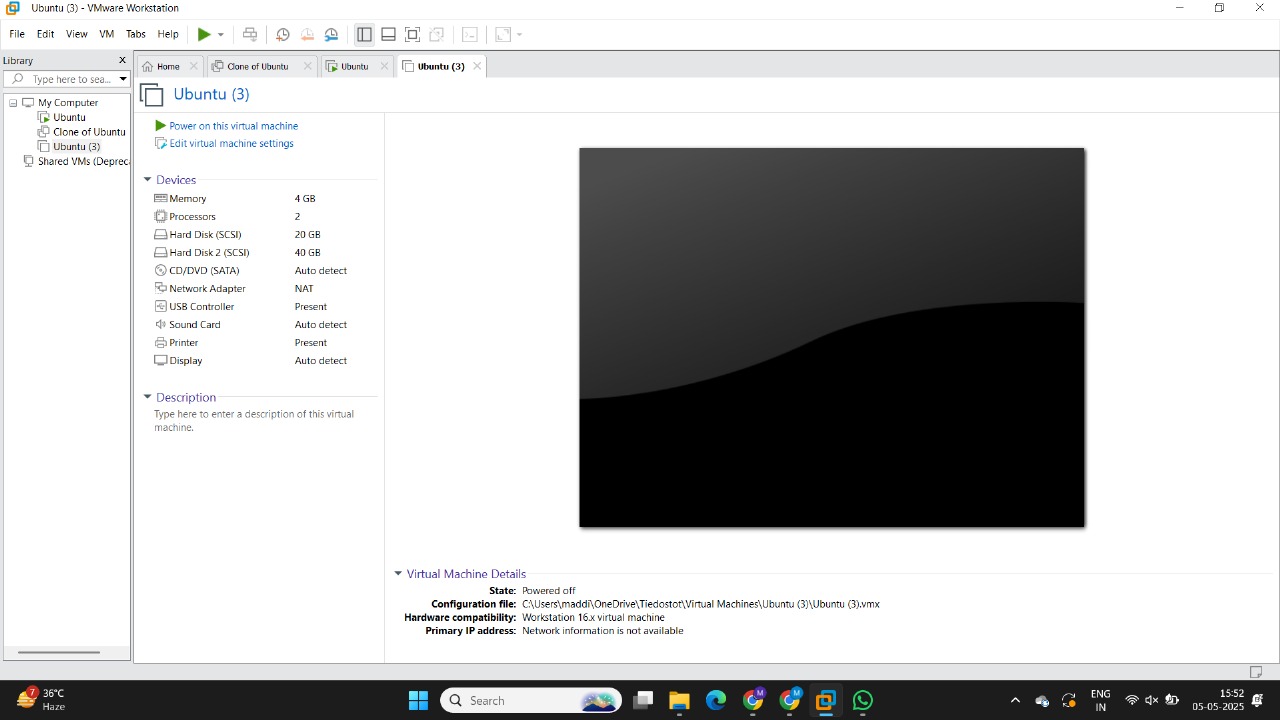 Ubuntu (3) - VMware Workstation
File Edit View VM Tabs Help
Library
Type here to sea...
Home
Clone of Ubuntu
Ubuntu
Ubuntu (3)
My Computer
Ubuntu
Clone of Ubuntu
Ubuntu (3)
Shared VMs (Depreca
Ubuntu (3)
Power on this virtual machine
Edit virtual machine settings
Devices
Memory 4 GB
Processors 2
Hard Disk (SCSI) 20 GB
Hard Disk 2 (SCSI) 40 GB
CD/DVD (SATA) Auto detect
Network Adapter NAT
USB Controller Present
Sound Card Auto detect
Printer Present
Display Auto detect
Description
Type here to enter a description of this virtual
machine.
Virtual Machine Details
State: Powered off
Configuration file: C:\Users\maddi\OneDrive\Tiedostot\Virtual Machines\Ubuntu (3)\Ubuntu (3).vmx
Hardware compatibility: Workstation 16.x virtual machine
Primary IP address: Network information is not available
7
36°C
Haze
Search
M
M
ENG
IN
15:52
05-05-2025